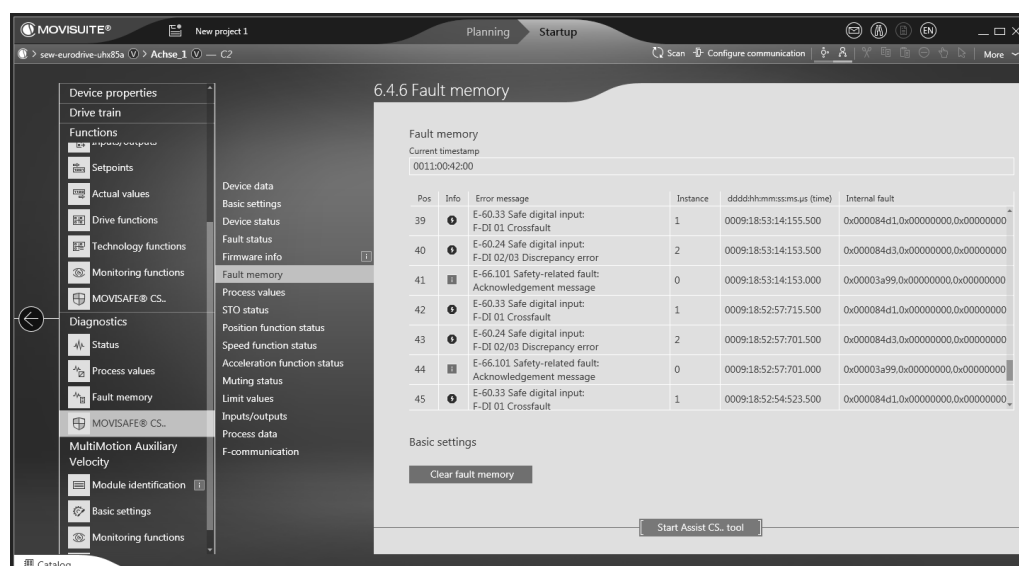 MOVISUITE® New project 1 Planning Startup EN
> sew-eurodrive-uhx85a V > Achse_1 V — C2 Scan Configure communication More
Device properties
Drive train
Functions
Inputs/outputs
Setpoints
Actual values
Drive functions
Technology functions
Monitoring functions
MOVISAFE® CS..
Diagnostics
Status
Process values
Fault memory
MOVISAFE® CS..
MultiMotion Auxiliary
Velocity
Module identification i
Basic settings
Monitoring functions
Catalog
Device data
Basic settings
Device status
Fault status
Firmware info i
Fault memory
Process values
STO status
Position function status
Speed function status
Acceleration function status
Muting status
Limit values
Inputs/outputs
Process data
F-communication
6.4.6 Fault memory
Fault memory
Current timestamp
0011:00:42:00
Pos Info Error message Instance dddd:hh:mm:ss:ms.µs (time) Internal fault
39 E-60.33 Safe digital input:
F-DI 01 Crossfault 1 0009:18:53:14:155.500 0x000084d1,0x00000000,0x00000000
40 E-60.24 Safe digital input:
F-DI 02/03 Discrepancy error 2 0009:18:53:14:153.500 0x000084d3,0x00000000,0x00000000
41 i E-66.101 Safety-related fault:
Acknowledgement message 0 0009:18:53:14:153.000 0x00003a99,0x00000000,0x00000000
42 E-60.33 Safe digital input:
F-DI 01 Crossfault 1 0009:18:52:57:715.500 0x000084d1,0x00000000,0x00000000
43 E-60.24 Safe digital input:
F-DI 02/03 Discrepancy error 2 0009:18:52:57:701.500 0x000084d3,0x00000000,0x00000000
44 i E-66.101 Safety-related fault:
Acknowledgement message 0 0009:18:52:57:701.000 0x00003a99,0x00000000,0x00000000
45 E-60.33 Safe digital input:
F-DI 01 Crossfault 1 0009:18:52:54:523.500 0x000084d1,0x00000000,0x00000000
Basic settings
Clear fault memory
Start Assist CS.. tool